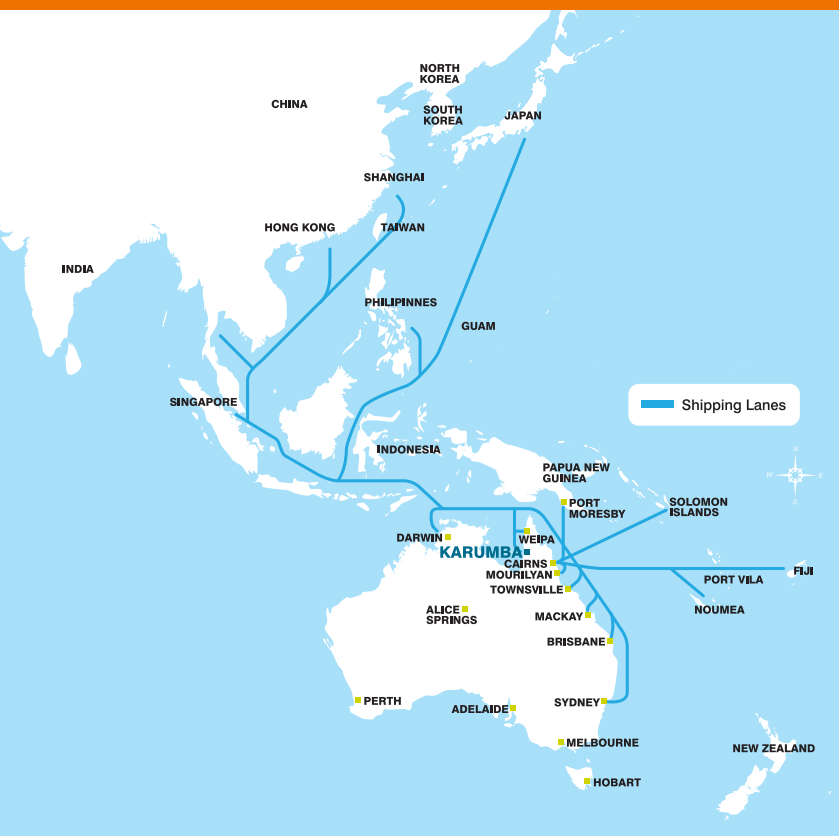 NORTH
KOREA
CHINA
SOUTH
KOREA
JAPAN
SHANGHAI
HONG KONG
TAIWAN
INDIA
PHILIPINNES
GUAM
SINGAPORE
Shipping Lanes
INDONESIA
N
W
E
S
PAPUA NEW
GUINEA
PORT
MORESBY
SOLOMON
ISLANDS
DARWIN
WEIPA
KARUMBA
CAIRNS
MOURILYAN
FIJI
PORT VILA
TOWNSVILLE
NOUMEA
ALICE
SPRINGS
MACKAY
BRISBANE
PERTH
ADELAIDE
SYDNEY
MELBOURNE
NEW ZEALAND
HOBART